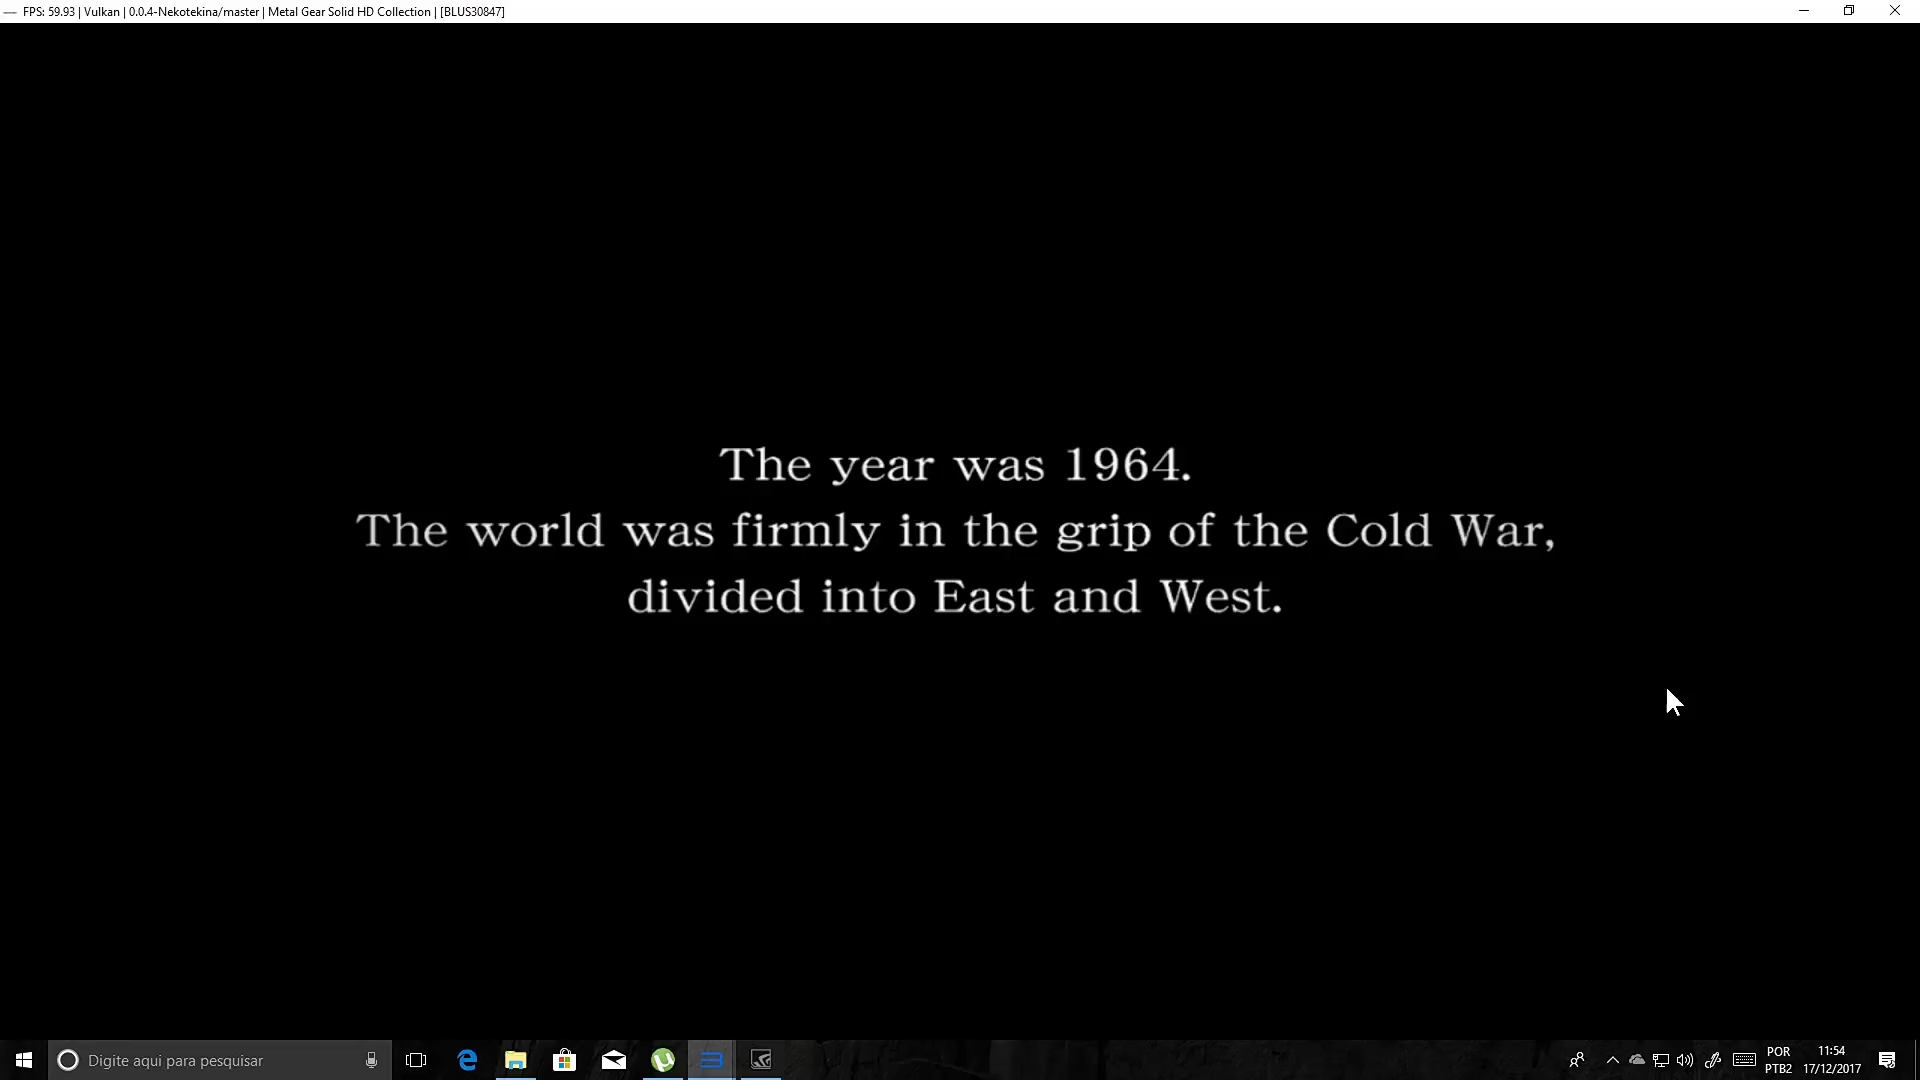 FPS: 59.93 | Vulkan | 0.0.4-Nekotekina/master | Metal Gear Solid HD Collection | [BLUS30847]
The year was 1964.
The world was firmly in the grip of the Cold War,
divided into East and West.
Digite aqui para pesquisar
POR
PTB2
11:54
17/12/2017